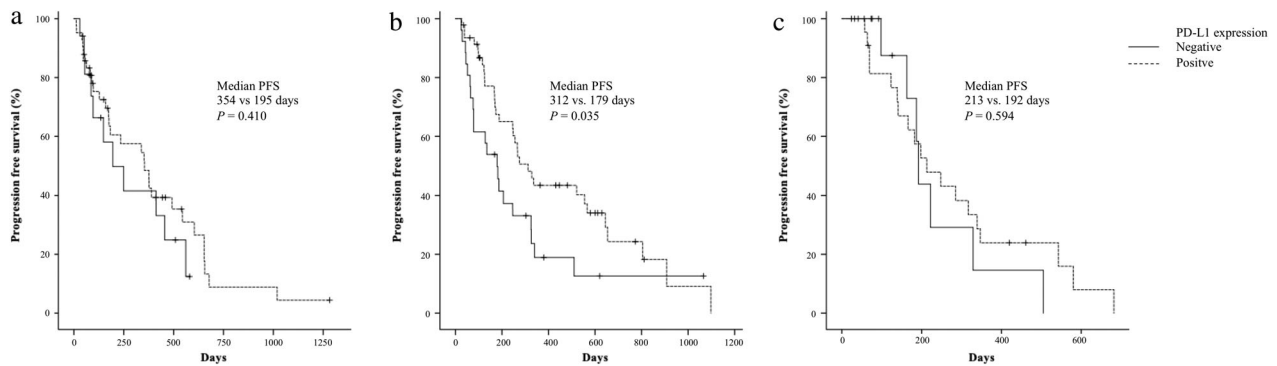 a
Progression free survival (%)
100
80
60
40
20
0
Median PFS
354 vs 195 days
P = 0.410
0
250
500
750
1000
1250
Days
b
Progression free survival (%)
100
80
60
40
20
0
Median PFS
312 vs. 179 days
P = 0.035
0
200
400
600
800
1000
1200
Days
c
Progression free survival (%)
100
80
60
40
20
0
Median PFS
213 vs. 192 days
P = 0.594
0
200
400
600
Days
PD-L1 expression
Negative
Positve